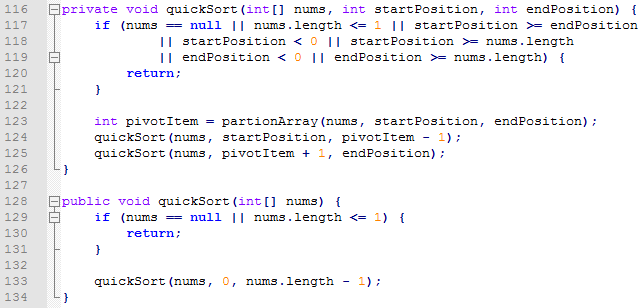 116 private void quickSort(int[] nums, int startPosition, int endPosition) {
117     if (nums == null || nums.length <= 1 || startPosition >= endPosition
118             || startPosition < 0 || startPosition >= nums.length
119             || endPosition < 0 || endPosition >= nums.length) {
120         return;
121     }
122
123     int pivotItem = partionArray(nums, startPosition, endPosition);
124     quickSort(nums, startPosition, pivotItem - 1);
125     quickSort(nums, pivotItem + 1, endPosition);
126 }
127
128 public void quickSort(int[] nums) {
129     if (nums == null || nums.length <= 1) {
130         return;
131     }
132
133     quickSort(nums, 0, nums.length - 1);
134 }